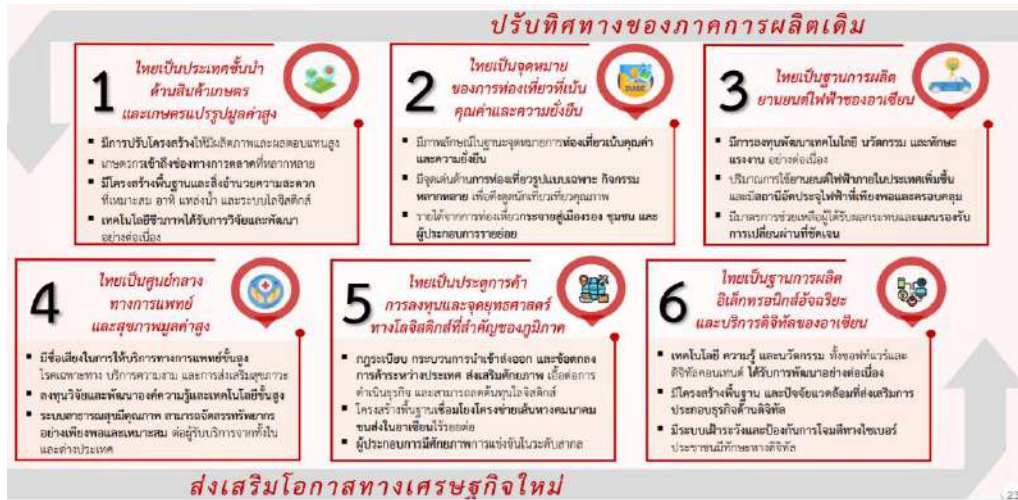 ปรับทิศทางของภาคการผลิตเดิม
1
ไทยเป็นประเทศชั้นนำ
ด้านสินค้าเกษตร
และเกษตรแปรรูปมูลค่าสูง
▪ มีการปรับโครงสร้างให้มีผลิตภาพและผลตอบแทนสูง
▪ เกษตรกรเข้าถึงช่องทางการตลาดที่หลากหลาย
▪ มีโครงสร้างพื้นฐานและสิ่งอำนวยความสะดวก
ที่เหมาะสม อาทิ แหล่งน้ำ และระบบโลจิสติกส์
▪ เทคโนโลยีชีวภาพได้รับการวิจัยและพัฒนา
อย่างต่อเนื่อง
2
ไทยเป็นจุดหมาย
ของการท่องเที่ยวที่เน้น
คุณค่าและความยั่งยืน
▪ มีภาพลักษณ์ในฐานะจุดหมายการท่องเที่ยวเน้นคุณค่า
และความยั่งยืน
▪ มีจุดเด่นด้านการท่องเที่ยวรูปแบบเฉพาะ กิจกรรม
หลากหลาย เพื่อดึงดูดนักเที่ยวเที่ยวคุณภาพ
▪ รายได้จากการท่องเที่ยวกระจายสู่เมืองรอง ชุมชน และ
ผู้ประกอบการรายย่อย
3
ไทยเป็นฐานการผลิต
ยานยนต์ไฟฟ้าของอาเซียน
▪ มีการลงทุนพัฒนาเทคโนโลยี นวัตกรรม และทักษะ
แรงงาน อย่างต่อเนื่อง
▪ ปริมาณการใช้ยานยนต์ไฟฟ้าภายในประเทศเพิ่มขึ้น
และมีสถานีอัดประจุไฟฟ้าที่เพียงพอและครอบคลุม
▪ มีมาตรการช่วยเหลือผู้ได้รับผลกระทบและแผนรองรับ
การเปลี่ยนผ่านที่ชัดเจน
4
ไทยเป็นศูนย์กลาง
ทางการแพทย์
และสุขภาพมูลค่าสูง
▪ มีชื่อเสียงในการให้บริการทางการแพทย์ขั้นสูง
โรคเฉพาะทาง บริการความงาม และการส่งเสริมสุขภาวะ
▪ ลงทุนวิจัยและพัฒนาองค์ความรู้และเทคโนโลยีขั้นสูง
▪ ระบบสาธารณสุขมีคุณภาพ สามารถจัดสรรทรัพยากร
อย่างเพียงพอและเหมาะสม ต่อผู้รับบริการจากทั้งใน
และต่างประเทศ
5
ไทยเป็นประตูการค้า
การลงทุนและจุดยุทธศาสตร์
ทางโลจิสติกส์ที่สำคัญของภูมิภาค
▪ กฎระเบียบ กระบวนการนำเข้าส่งออก และข้อตกลง
การค้าระหว่างประเทศ ส่งเสริมศักยภาพ เอื้อต่อการ
ดำเนินธุรกิจ และสามารถลดต้นทุนโลจิสติกส์
▪ โครงสร้างพื้นฐานเชื่อมโยงโครงข่ายเส้นทางคมนาคม
ขนส่งในอาเซียนไร้รอยต่อ
▪ ผู้ประกอบการมีศักยภาพการแข่งขันในระดับสากล
6
ไทยเป็นฐานการผลิต
อิเล็กทรอนิกส์อัจฉริยะ
และบริการดิจิทัลของอาเซียน
▪ เทคโนโลยี ความรู้ และนวัตกรรม ทั้งซอฟท์แวร์และ
ดิจิทัลคอนเทนต์ ได้รับการพัฒนาอย่างต่อเนื่อง
▪ มีโครงสร้างพื้นฐาน และปัจจัยแวดล้อมที่ส่งเสริมการ
ประกอบธุรกิจด้านดิจิทัล
▪ มีระบบเฝ้าระวังและป้องกันการโจมตีทางไซเบอร์
ประชาชนมีทักษะทางดิจิทัล
ส่งเสริมโอกาสทางเศรษฐกิจใหม่